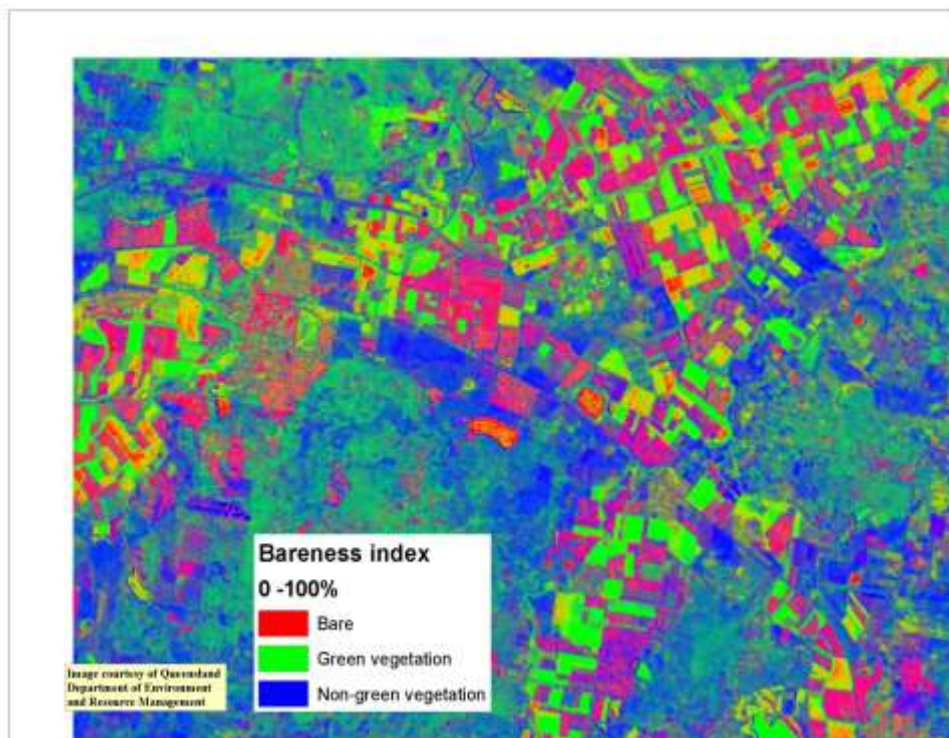 Bareness index
0 -100%
Bare
Green vegetation
Non-green vegetation
Image courtesy of Queensland
Department of Environment
and Resource Management